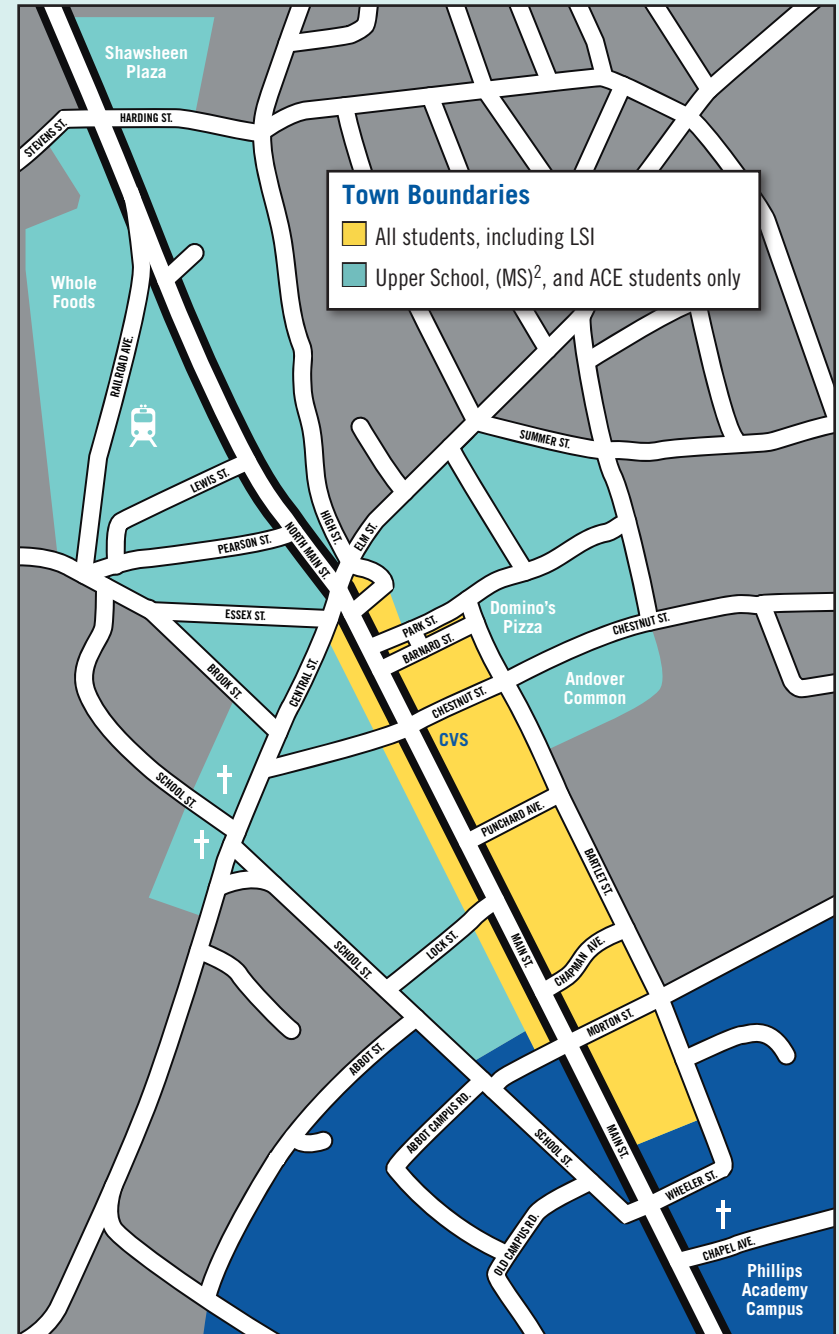 Shawsheen
Plaza
HARDING ST.
STEVENS ST.
Town Boundaries
All students, including LSI
Upper School, (MS)², and ACE students only
Whole
Foods
RAILROAD AVE.
SUMMER ST.
LEWIS ST.
HIGH ST.
ELM ST.
NORTH MAIN ST.
PEARSON ST.
ESSEX ST.
PARK ST.
Domino's
Pizza
CHESTNUT ST.
BARNARD ST.
BROOK ST.
CENTRAL ST.
Andover
Common
CHESTNUT ST.
CVS
SCHOOL ST.
PUNCHARD AVE.
BARTLET ST.
SCHOOL ST.
LOCK ST.
MAIN ST.
CHAPMAN AVE.
MORTON ST.
ABBOT ST.
ABBOT CAMPUS RD.
SCHOOL ST.
MAIN ST.
WHEELER ST.
OLD CAMPUS RD.
CHAPEL AVE.
Phillips
Academy
Campus